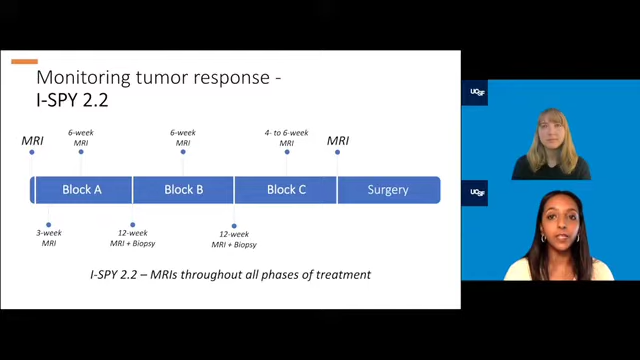 Monitoring tumor response -
I-SPY 2.2
MRI
6-week
MRI
6-week
MRI
4- to 6-week
MRI
MRI
Block A
Block B
Block C
Surgery
3-week
MRI
12-week
MRI + Biopsy
12-week
MRI + Biopsy
I-SPY 2.2 – MRIs throughout all phases of treatment
UCSF
UCSF